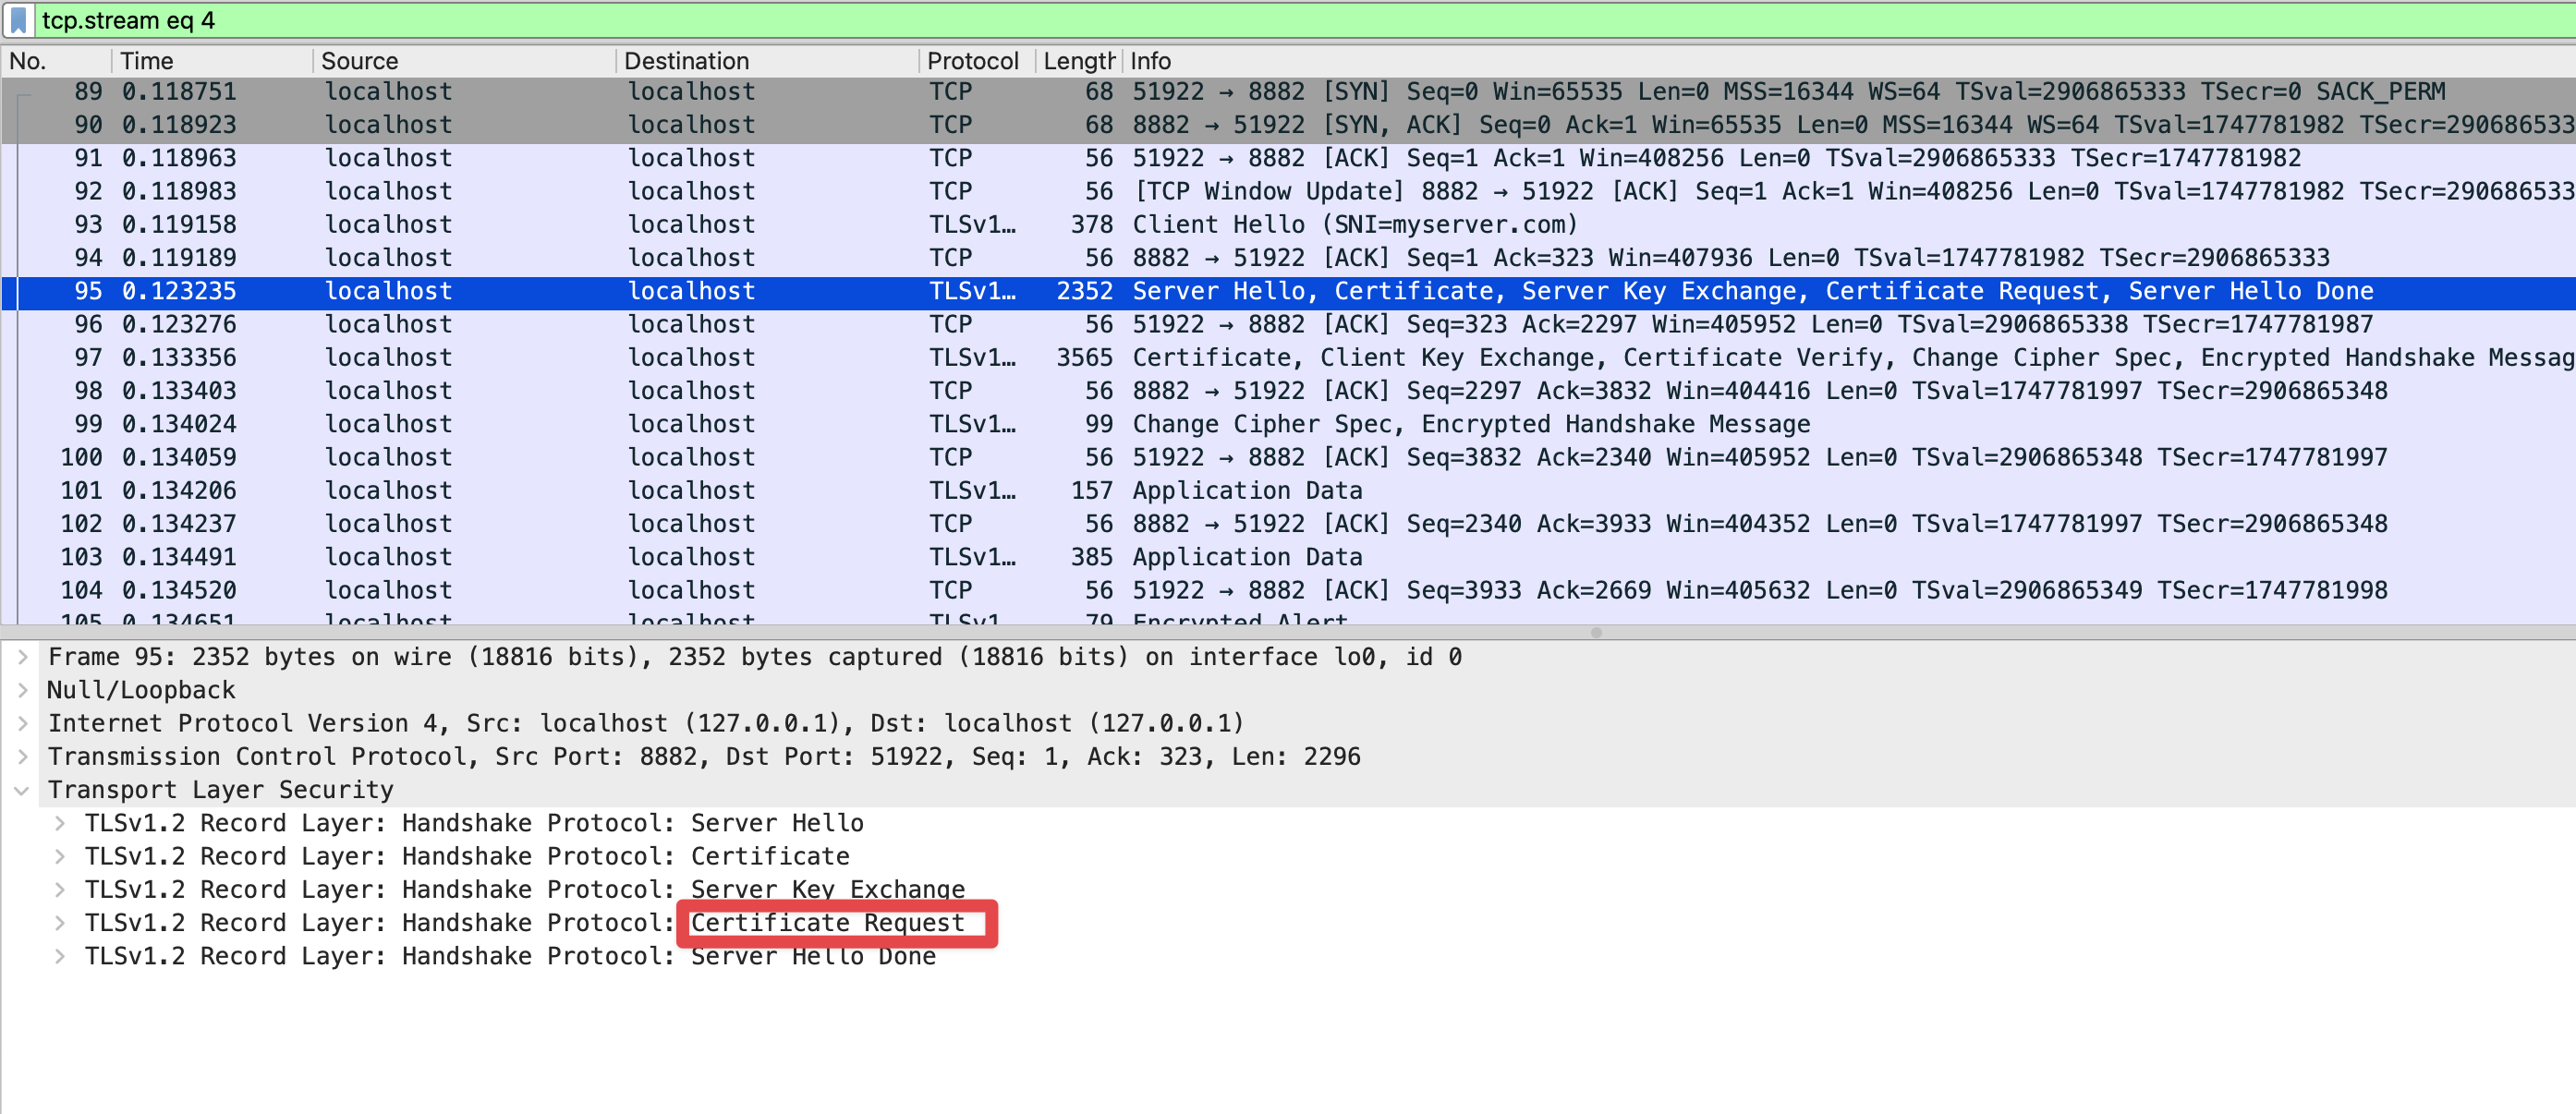 tcp.stream eq 4
No. Time Source Destination Protocol Length Info
89 0.118751 localhost localhost TCP 68 51922 → 8882 [SYN] Seq=0 Win=65535 Len=0 MSS=16344 WS=64 TSval=2906865333 TSecr=0 SACK_PERM
90 0.118923 localhost localhost TCP 68 8882 → 51922 [SYN, ACK] Seq=0 Ack=1 Win=65535 Len=0 MSS=16344 WS=64 TSval=1747781982 TSecr=290686533
91 0.118963 localhost localhost TCP 56 51922 → 8882 [ACK] Seq=1 Ack=1 Win=408256 Len=0 TSval=2906865333 TSecr=1747781982
92 0.118983 localhost localhost TCP 56 [TCP Window Update] 8882 → 51922 [ACK] Seq=1 Ack=1 Win=408256 Len=0 TSval=1747781982 TSecr=290686533
93 0.119158 localhost localhost TLSv1… 378 Client Hello (SNI=myserver.com)
94 0.119189 localhost localhost TCP 56 8882 → 51922 [ACK] Seq=1 Ack=323 Win=407936 Len=0 TSval=1747781982 TSecr=2906865333
95 0.123235 localhost localhost TLSv1… 2352 Server Hello, Certificate, Server Key Exchange, Certificate Request, Server Hello Done
96 0.123276 localhost localhost TCP 56 51922 → 8882 [ACK] Seq=323 Ack=2297 Win=405952 Len=0 TSval=2906865338 TSecr=1747781987
97 0.133356 localhost localhost TLSv1… 3565 Certificate, Client Key Exchange, Certificate Verify, Change Cipher Spec, Encrypted Handshake Messag
98 0.133403 localhost localhost TCP 56 8882 → 51922 [ACK] Seq=2297 Ack=3832 Win=404416 Len=0 TSval=1747781997 TSecr=2906865348
99 0.134024 localhost localhost TLSv1… 99 Change Cipher Spec, Encrypted Handshake Message
100 0.134059 localhost localhost TCP 56 51922 → 8882 [ACK] Seq=3832 Ack=2340 Win=405952 Len=0 TSval=2906865348 TSecr=1747781997
101 0.134206 localhost localhost TLSv1… 157 Application Data
102 0.134237 localhost localhost TCP 56 8882 → 51922 [ACK] Seq=2340 Ack=3933 Win=404352 Len=0 TSval=1747781997 TSecr=2906865348
103 0.134491 localhost localhost TLSv1… 385 Application Data
104 0.134520 localhost localhost TCP 56 51922 → 8882 [ACK] Seq=3933 Ack=2669 Win=405632 Len=0 TSval=2906865349 TSecr=1747781998
105 0.134651 localhost localhost TLSv1 79 Encrypted Alert
Frame 95: 2352 bytes on wire (18816 bits), 2352 bytes captured (18816 bits) on interface lo0, id 0
Null/Loopback
Internet Protocol Version 4, Src: localhost (127.0.0.1), Dst: localhost (127.0.0.1)
Transmission Control Protocol, Src Port: 8882, Dst Port: 51922, Seq: 1, Ack: 323, Len: 2296
Transport Layer Security
TLSv1.2 Record Layer: Handshake Protocol: Server Hello
TLSv1.2 Record Layer: Handshake Protocol: Certificate
TLSv1.2 Record Layer: Handshake Protocol: Server Key Exchange
TLSv1.2 Record Layer: Handshake Protocol: Certificate Request
TLSv1.2 Record Layer: Handshake Protocol: Server Hello Done